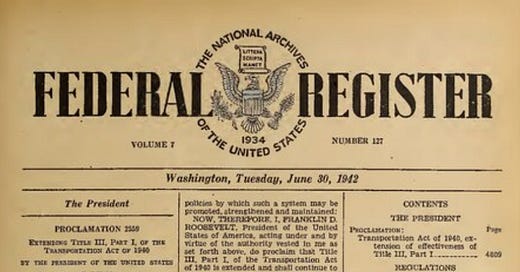 THE NATIONAL ARCHIVES
LITTERA
SCRIPTA
MANET
FEDERAL REGISTER
1934
OF THE UNITED STATES
VOLUME 7
NUMBER 127
Washington, Tuesday, June 30, 1942
The President
PROCLAMATION 2559
EXTENDING TITLE III, PART I, OF THE
TRANSPORTATION ACT OF 1940
BY THE PRESIDENT OF THE UNITED STATES
policies by which such a system may be
promoted, strengthened and maintained:
NOW, THEREFORE, I, FRANKLIN D.
ROOSEVELT, President of the United
States of America, acting under and by
virtue of the authority vested in me as
set forth above, do proclaim that Title
III, Part I, of the Transportation Act
of 1940 is extended and shall continue to
CONTENTS
THE PRESIDENT
PROCLAMATION: Page
Transportation Act of 1940, ex-
tension of effectiveness of
Title III, Part I 4809
REGULATIONS